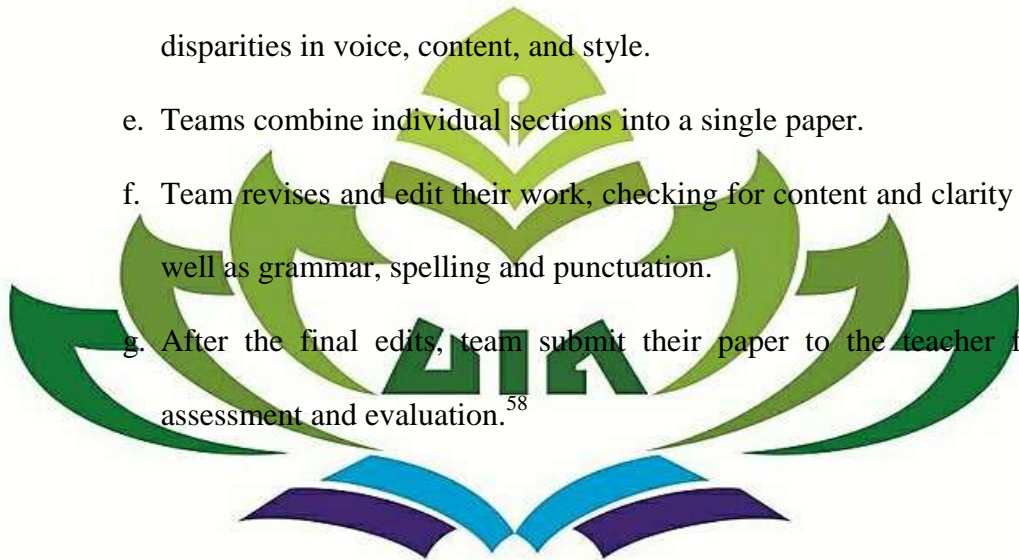 disparities in voice, content, and style.
e. Teams combine individual sections into a single paper.
f. Team revises and edit their work, checking for content and clarity
well as grammar, spelling and punctuation.
g. After the final edits, team submit their paper to the teacher f
assessment and evaluation.58